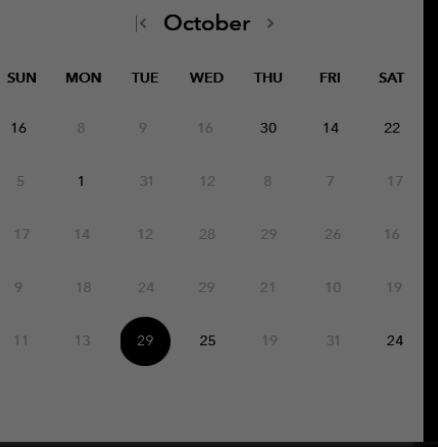 |< October >
SUN MON TUE WED THU FRI SAT
16 8 9 16 30 14 22
5 1 31 12 8 7 17
17 14 12 28 29 26 16
9 18 24 29 21 10 19
11 13 29 25 19 31 24